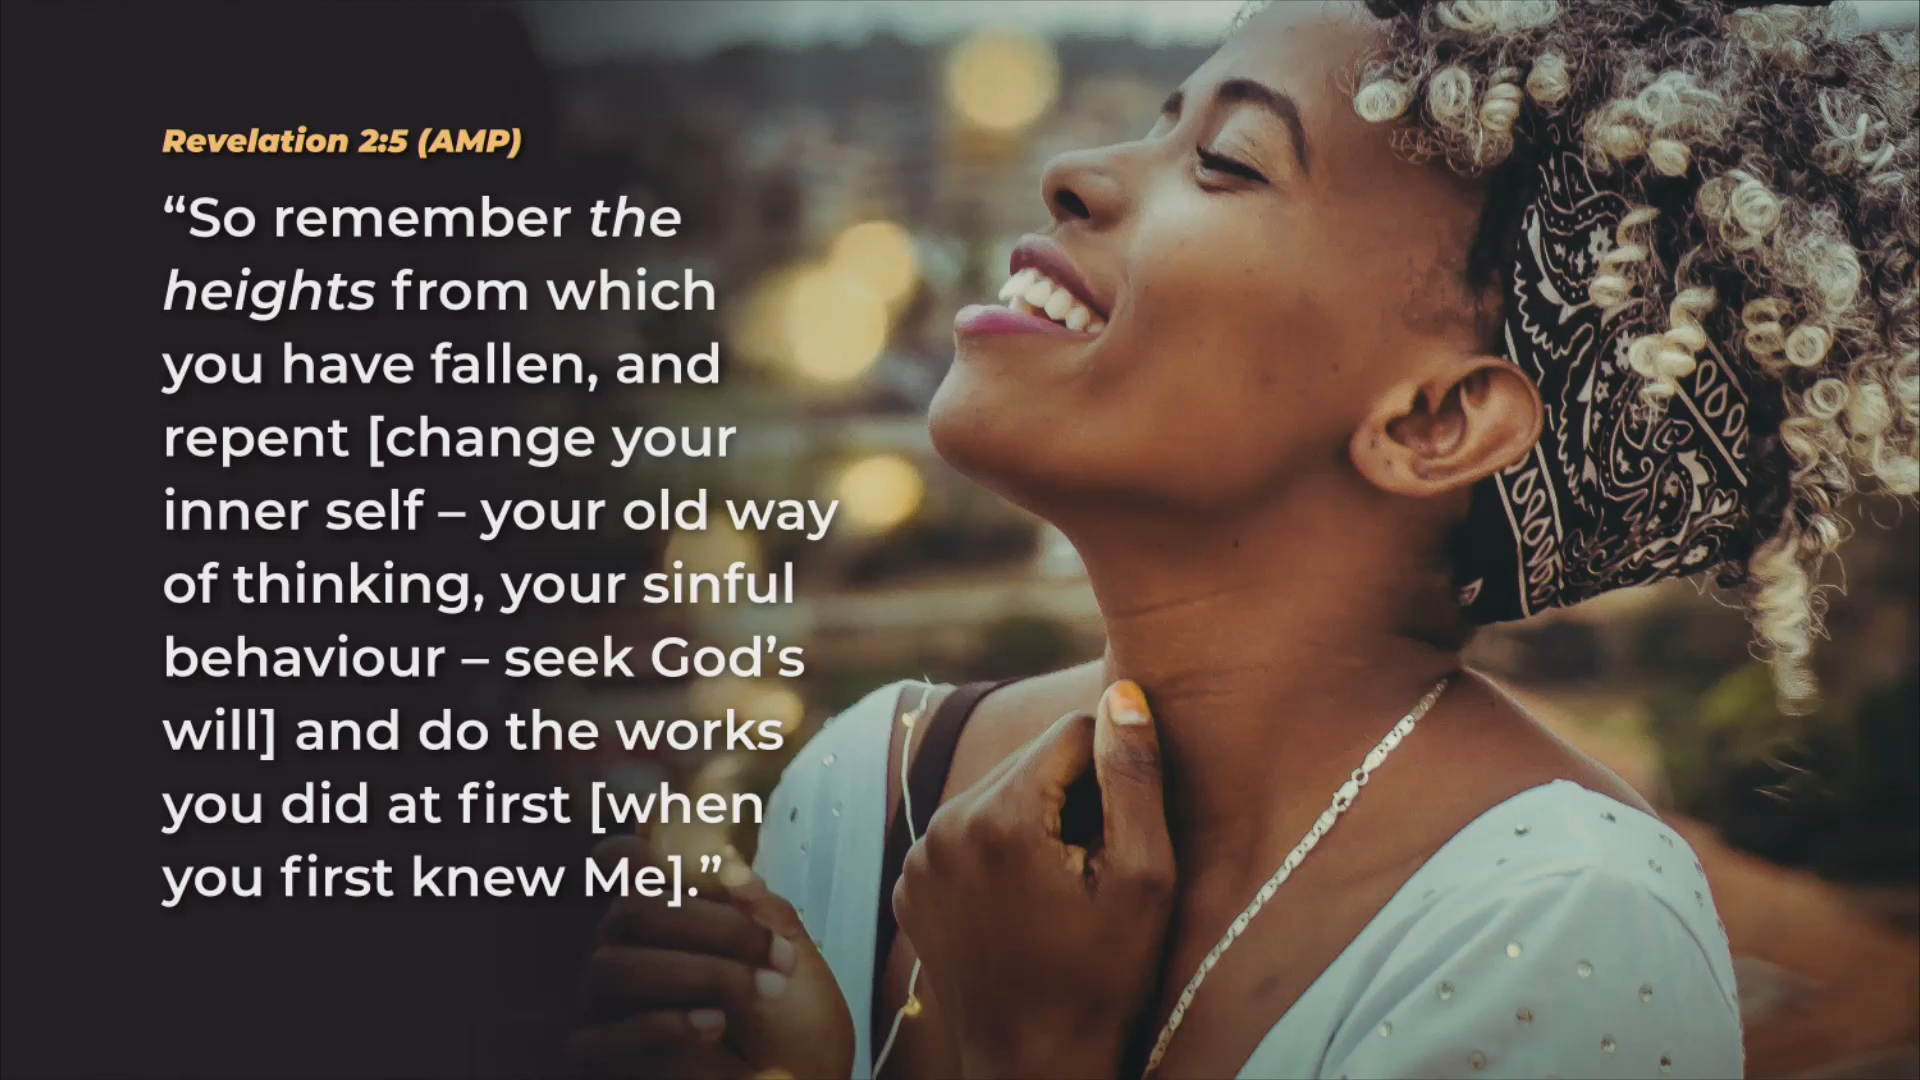 Revelation 2:5 (AMP)
“So remember the
heights from which
you have fallen, and
repent [change your
inner self – your old way
of thinking, your sinful
behaviour – seek God’s
will] and do the works
you did at first [when
you first knew Me].”